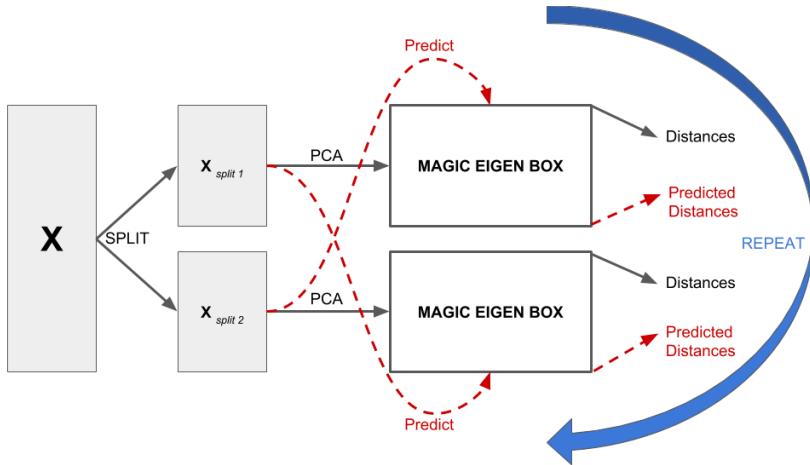 Predict
X
SPLIT
X split 1
PCA
MAGIC EIGEN BOX
Distances
Predicted
Distances
REPEAT
X split 2
PCA
MAGIC EIGEN BOX
Distances
Predicted
Distances
Predict